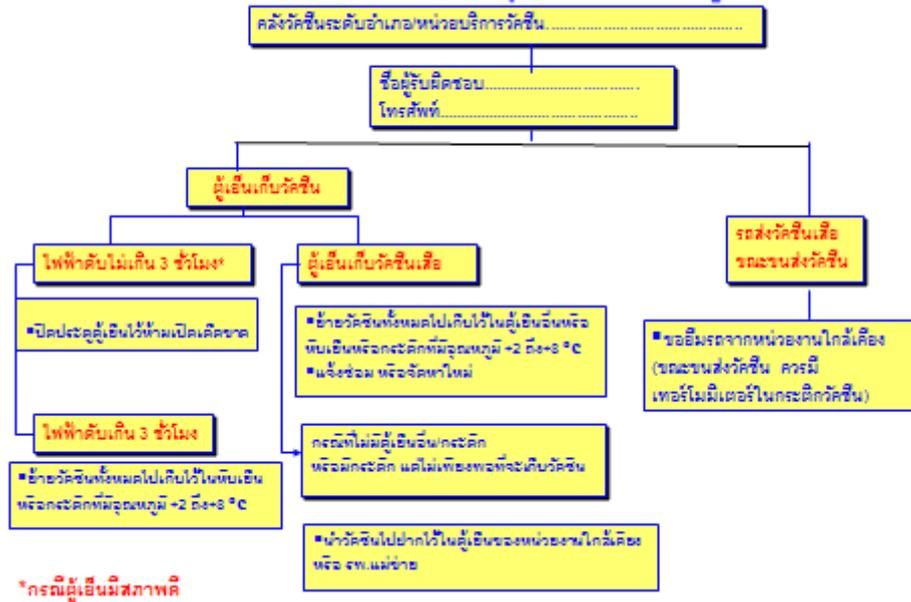 คลังวัคซีนระดับอำเภอ/หน่วยบริการวัคซีน.......................................
ชื่อผู้รับผิดชอบ.....................................
โทรศัพท์...............................................
ตู้เย็นเก็บวัคซีน
รถส่งวัคซีนเสีย
ขณะขนส่งวัคซีน
ไฟฟ้าดับไม่เกิน 3 ชั่วโมง*
ตู้เย็นเก็บวัคซีนเสีย
▪ปิดประตูตู้เย็นไว้ห้ามเปิดเด็ดขาด
▪ย้ายวัคซีนทั้งหมดไปเก็บไว้ในตู้เย็นอื่นหรือ
หีบเย็นหรือกระติกที่มีอุณหภูมิ +2 ถึง+8 °C
▪แจ้งซ่อม หรือจัดหาใหม่
▪ขอยืมรถจากหน่วยงานใกล้เคียง
(ขณะขนส่งวัคซีน ควรมี
เทอร์โมมิเตอร์ในกระติกวัคซีน)
ไฟฟ้าดับเกิน 3 ชั่วโมง
▪ย้ายวัคซีนทั้งหมดไปเก็บไว้ในหีบเย็น
หรือกระติกที่มีอุณหภูมิ +2 ถึง+8 °C
กรณีที่ไม่มีตู้เย็นอื่น/กระติก
หรือมีกระติก แต่ไม่เพียงพอที่จะเก็บวัคซีน
▪นำวัคซีนไปฝากไว้ในตู้เย็นของหน่วยงานใกล้เคียง
หรือ รพ.แม่ข่าย
*กรณีตู้เย็นมีสภาพดี